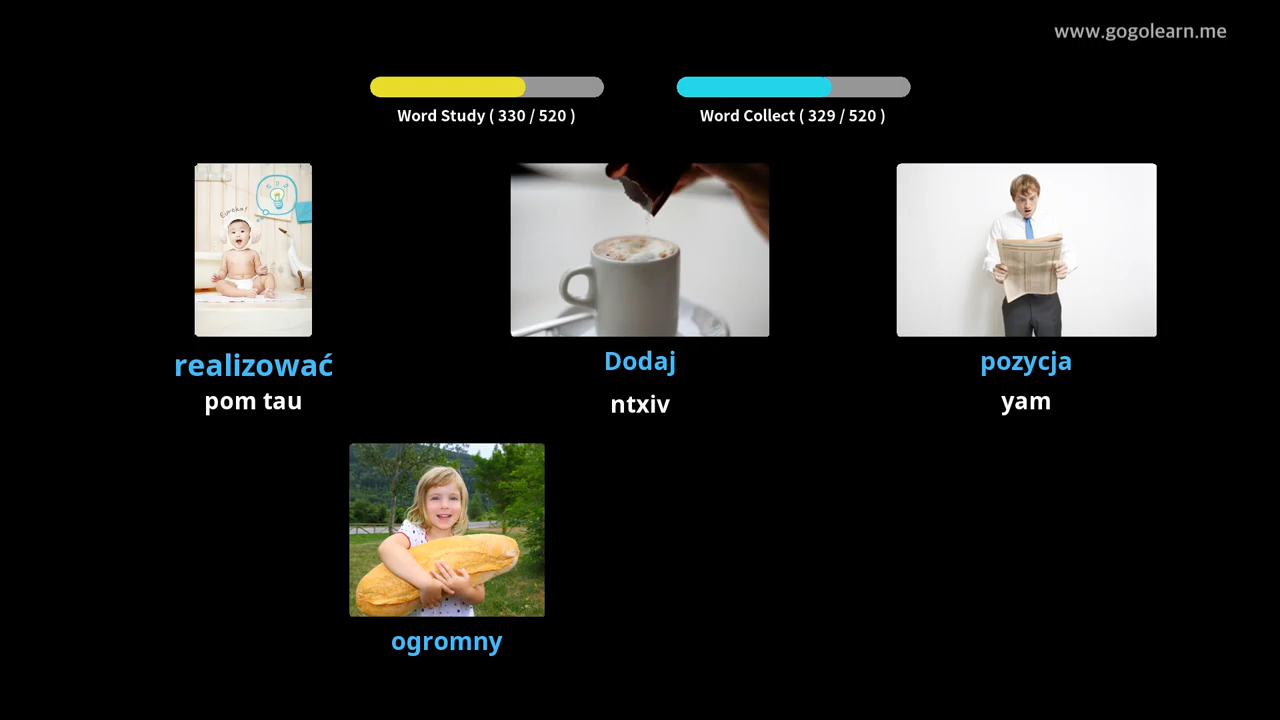 www.gogolearn.me
Word Study ( 330 / 520 )
Word Collect ( 329 / 520 )
Eureka!
realizować
Dodaj
pozycja
pom tau
ntxiv
yam
ogromny